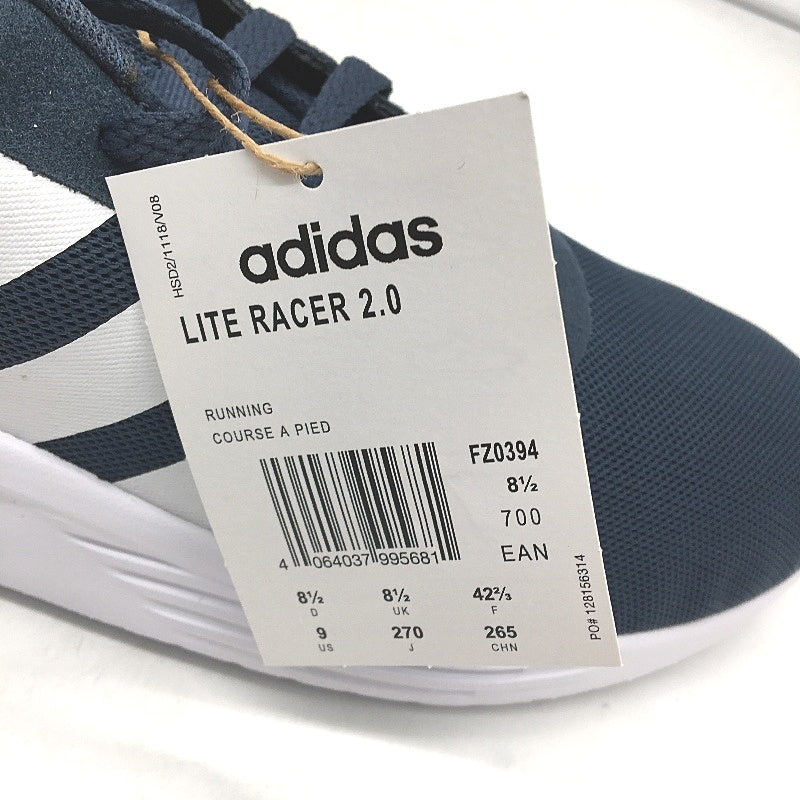 HSD2/1118/V08
adidas
LITE RACER 2.0
RUNNING
COURSE A PIED
FZ0394
8½
700
EAN
4 064037 995681
8½ 8½ 42⅔
D UK F
9 270 265
US J CHN
PO# 128156314